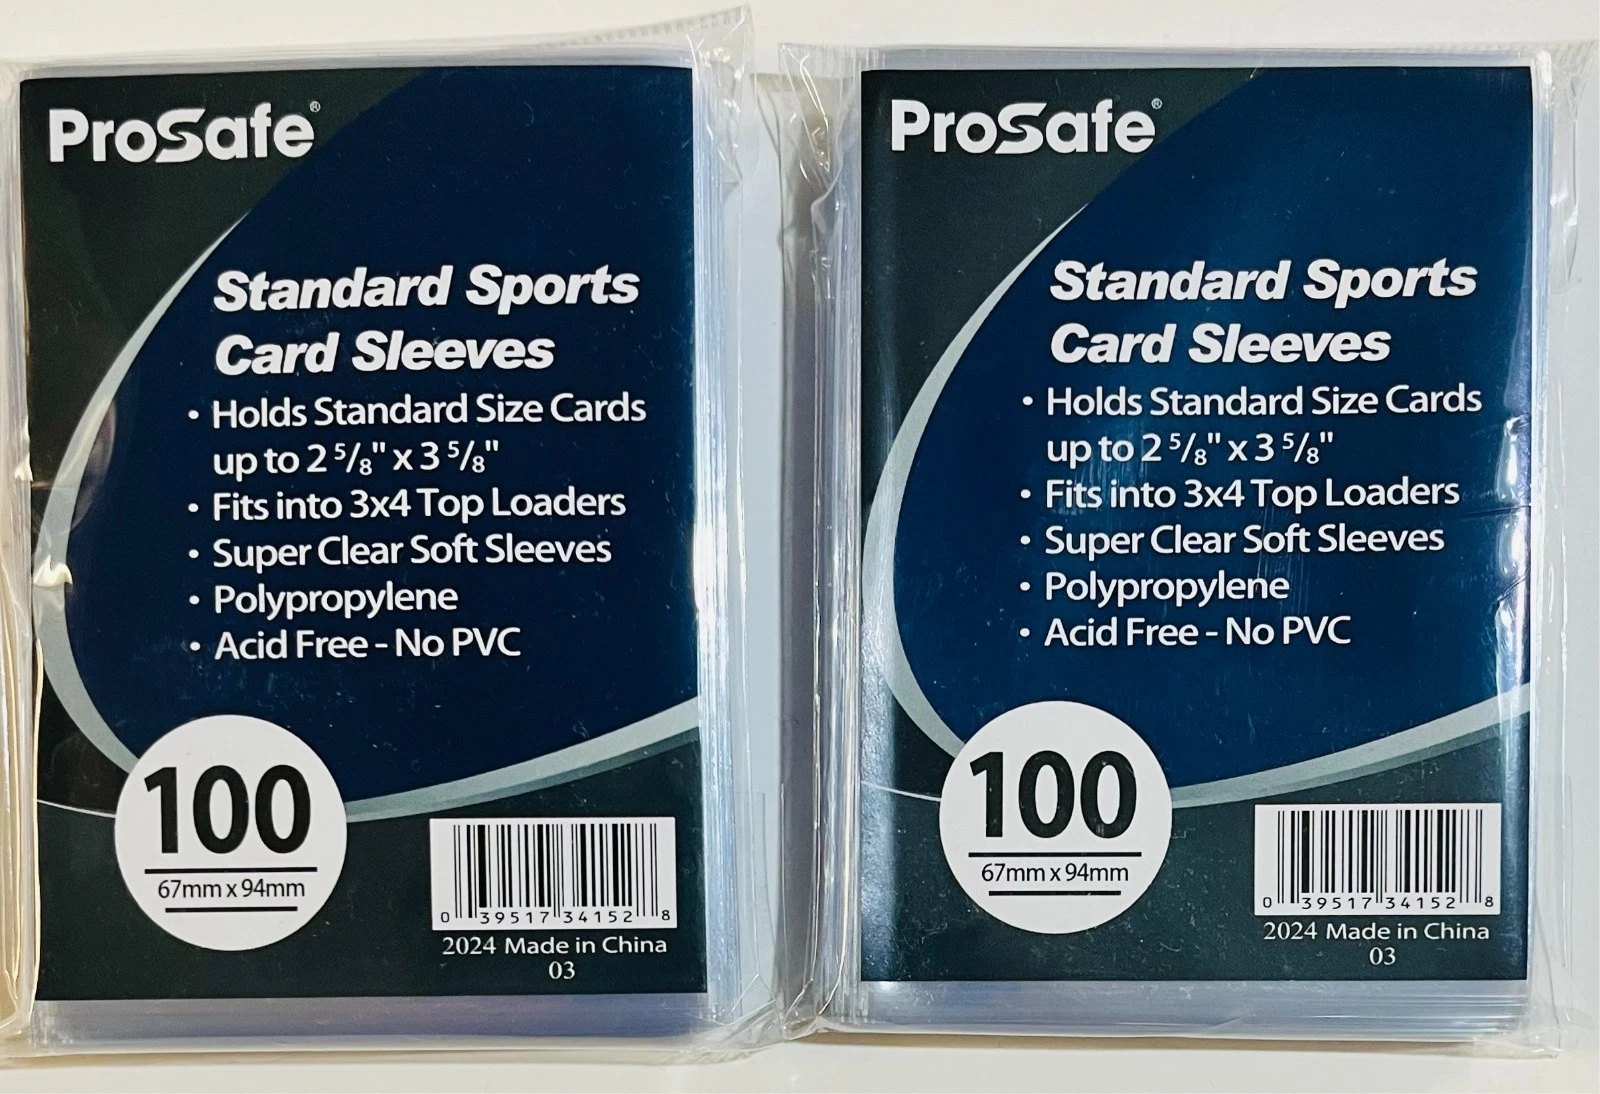 ProSafe®
Standard Sports
Card Sleeves
• Holds Standard Size Cards
up to 2 5/8" x 3 5/8"
• Fits into 3x4 Top Loaders
• Super Clear Soft Sleeves
• Polypropylene
• Acid Free - No PVC
100
67mm x 94mm
0 39517 34152 8
2024 Made in China
03
ProSafe®
Standard Sports
Card Sleeves
• Holds Standard Size Cards
up to 2 5/8" x 3 5/8"
• Fits into 3x4 Top Loaders
• Super Clear Soft Sleeves
• Polypropylene
• Acid Free - No PVC
100
67mm x 94mm
0 39517 34152 8
2024 Made in China
03